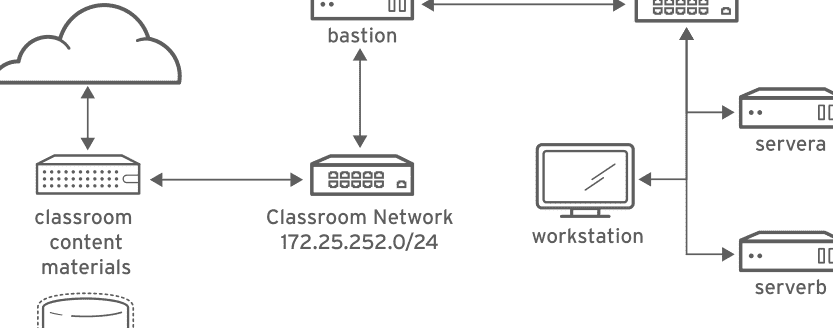 bastion
servera
classroom
content
materials
Classroom Network
172.25.252.0/24
workstation
serverb